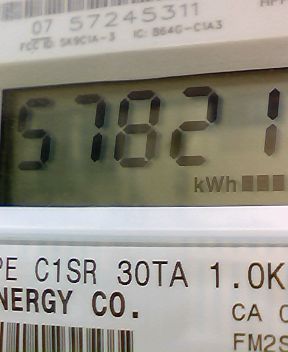 07 57245311
FCC ID: SK9C1A-3 IC: 864G-C1A3
57821
kWh
PE C1SR 30TA 1.0K
NERGY CO.
CA 0
FM2S